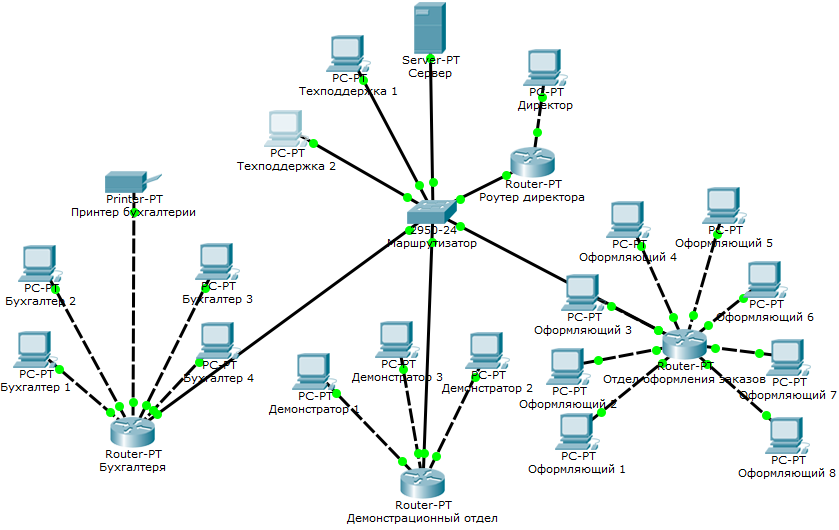 Server-PT
Сервер
PC-PT
Техподдержка 1
PC-PT
Директор
PC-PT
Техподдержка 2
Router-PT
Роутер директора
Printer-PT
Принтер бухгалтерии
2950-24
Маршрутизатор
PC-PT
Оформляющий 4
PC-PT
Оформляющий 5
PC-PT
Бухгалтер 2
PC-PT
Бухгалтер 3
PC-PT
Оформляющий 3
PC-PT
Оформляющий 6
PC-PT
Бухгалтер 1
PC-PT
Бухгалтер 4
PC-PT
Демонстратор 1
PC-PT
Демонстратор 3
PC-PT
Демонстратор 2
Router-PT
Отдел оформления заказов
PC-PT
Оформляющий 2
PC-PT
Оформляющий 7
Router-PT
Бухгалтеря
PC-PT
Оформляющий 1
PC-PT
Оформляющий 8
Router-PT
Демонстрационный отдел